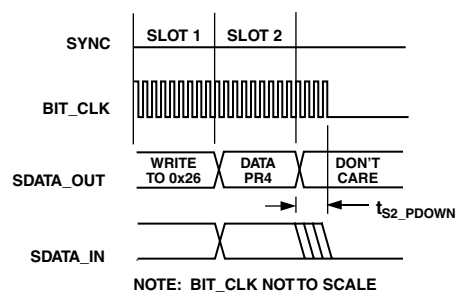 SLOT 1 SLOT 2
SYNC
BIT_CLK
WRITE TO 0x26
DATA PR4
DON'T CARE
SDATA_OUT
tS2_PDOWN
SDATA_IN
NOTE: BIT_CLK NOT TO SCALE